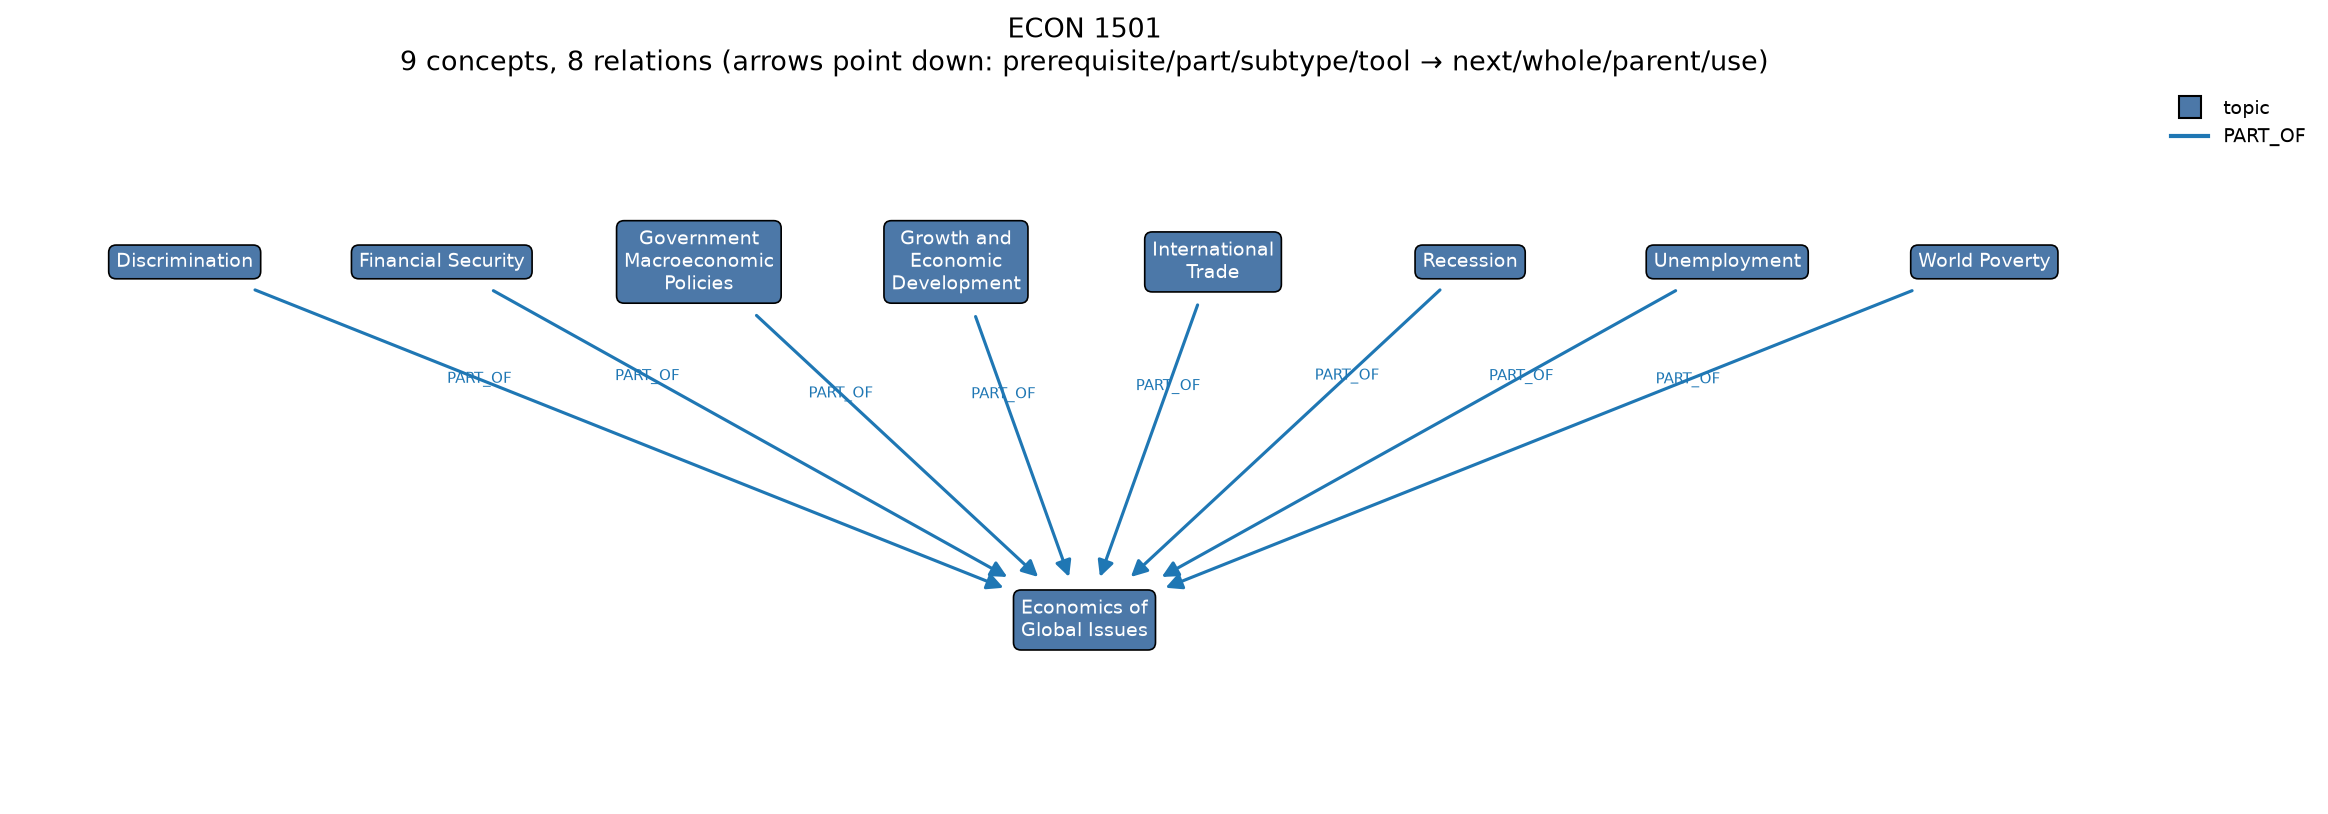 ECON 1501
9 concepts, 8 relations (arrows point down: prerequisite/part/subtype/tool → next/whole/parent/use)
topic
PART_OF
Discrimination
Financial Security
Government
Macroeconomic
Policies
Growth and
Economic
Development
International
Trade
Recession
Unemployment
World Poverty
PART_OF
PART_OF
PART_OF
PART_OF
PART_OF
PART_OF
PART_OF
PART_OF
Economics of
Global Issues